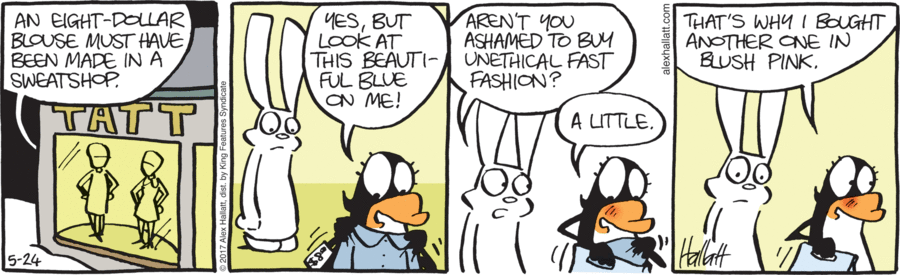 AN EIGHT-DOLLAR
BLOUSE MUST HAVE
BEEN MADE IN A
SWEATSHOP.
TATT
5-24
© 2017 Alex Hallatt, dist. by King Features Syndicate
YES, BUT
LOOK AT
THIS BEAUTI-
FUL BLUE
ON ME!
$8.00
AREN'T YOU
ASHAMED TO BUY
UNETHICAL FAST
FASHION?
A LITTLE.
alexhallatt.com
THAT'S WHY I BOUGHT
ANOTHER ONE IN
BLUSH PINK.
Hallatt